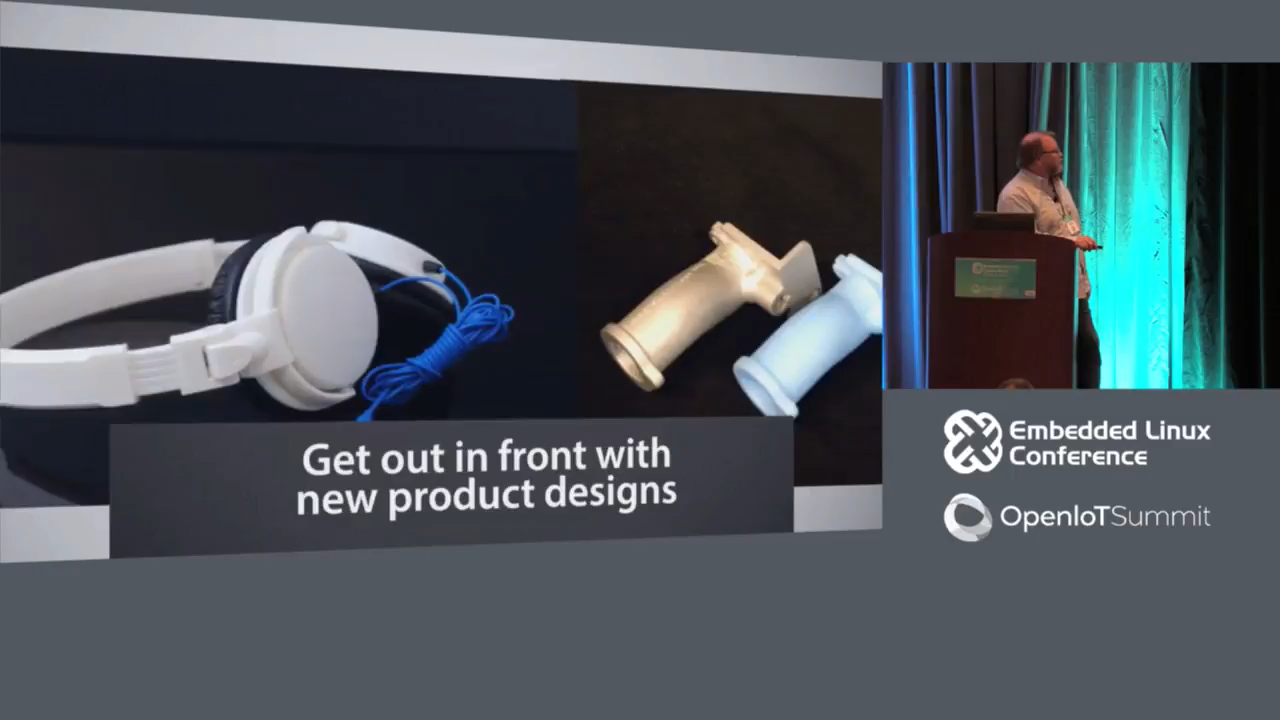 Get out in front with
new product designs
Embedded Linux
Conference
OpenIoTSummit